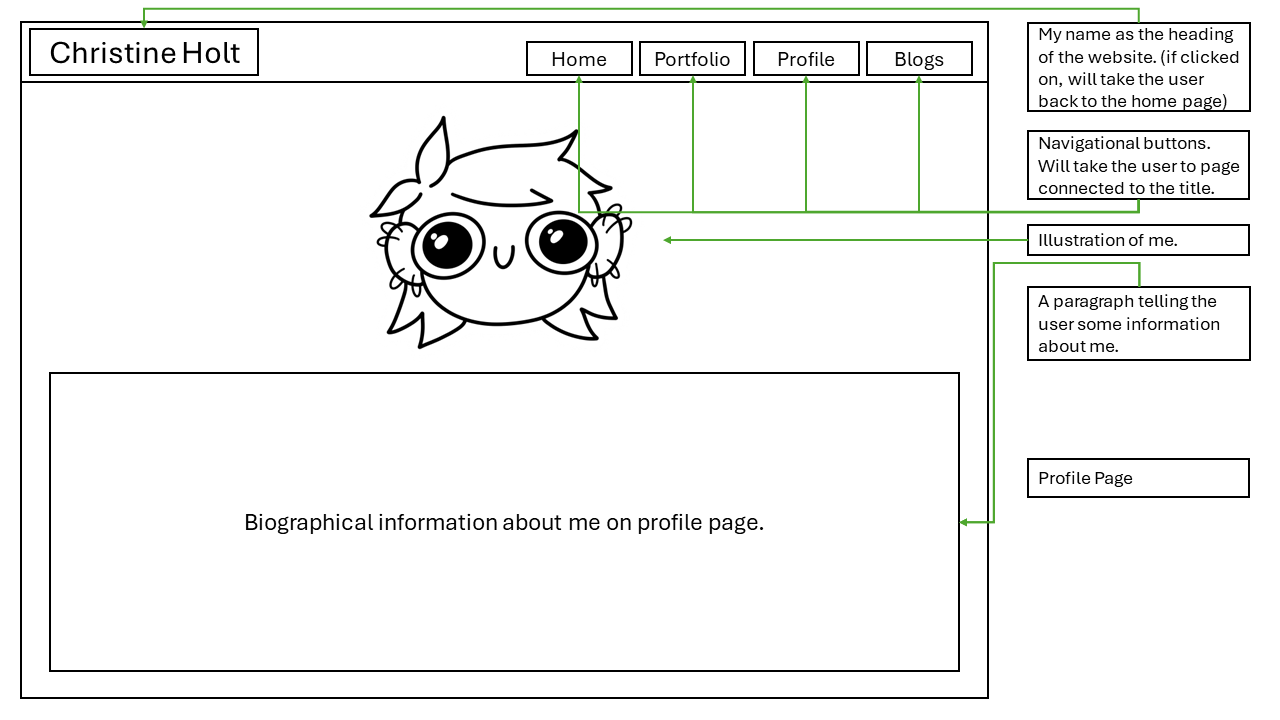 Christine Holt
Home
Portfolio
Profile
Blogs
My name as the heading
of the website. (if clicked
on, will take the user
back to the home page)
Navigational buttons.
Will take the user to page
connected to the title.
Illustration of me.
A paragraph telling the
user some information
about me.
Profile Page
Biographical information about me on profile page.